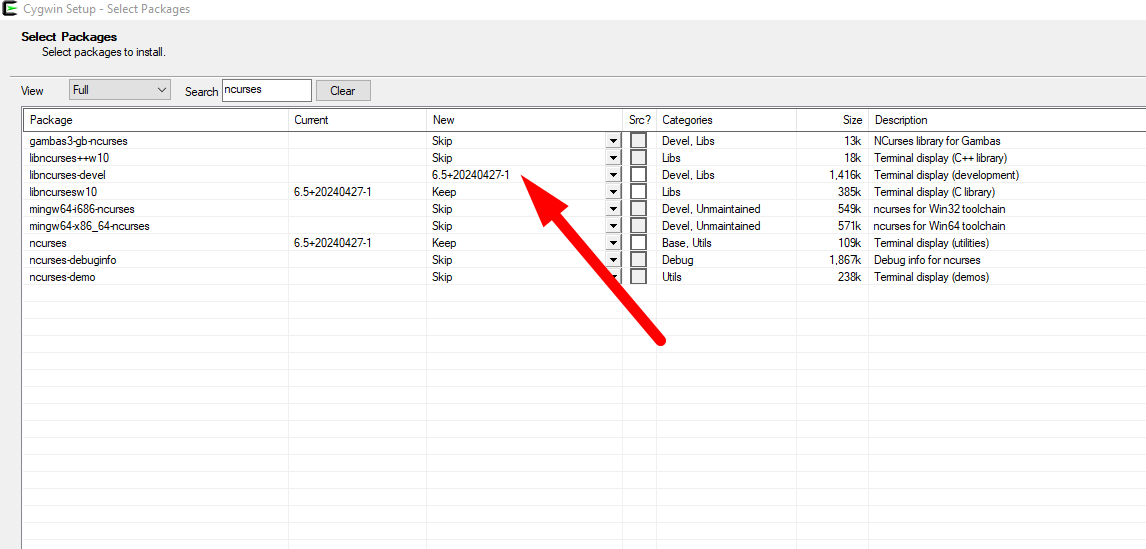 Cygwin Setup - Select Packages
Select Packages
Select packages to install.
View Full Search ncurses Clear
Package Current New Src? Categories Size Description
gambas3-gb-ncurses Skip Devel, Libs 13k NCurses library for Gambas
libncurses++w10 Skip Libs 18k Terminal display (C++ library)
libncurses-devel 6.5+20240427-1 Devel, Libs 1,416k Terminal display (development)
libncursesw10 6.5+20240427-1 Keep Libs 385k Terminal display (C library)
mingw64-i686-ncurses Skip Devel, Unmaintained 549k ncurses for Win32 toolchain
mingw64-x86_64-ncurses Skip Devel, Unmaintained 571k ncurses for Win64 toolchain
ncurses 6.5+20240427-1 Keep Base, Utils 109k Terminal display (utilities)
ncurses-debuginfo Skip Debug 1,867k Debug info for ncurses
ncurses-demo Skip Utils 238k Terminal display (demos)